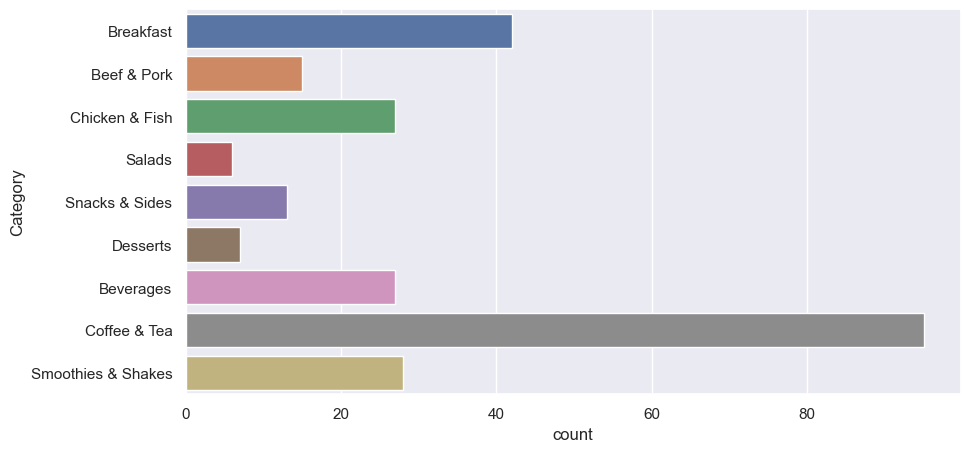 Category
Breakfast
Beef & Pork
Chicken & Fish
Salads
Snacks & Sides
Desserts
Beverages
Coffee & Tea
Smoothies & Shakes
0 20 40 60 80
count